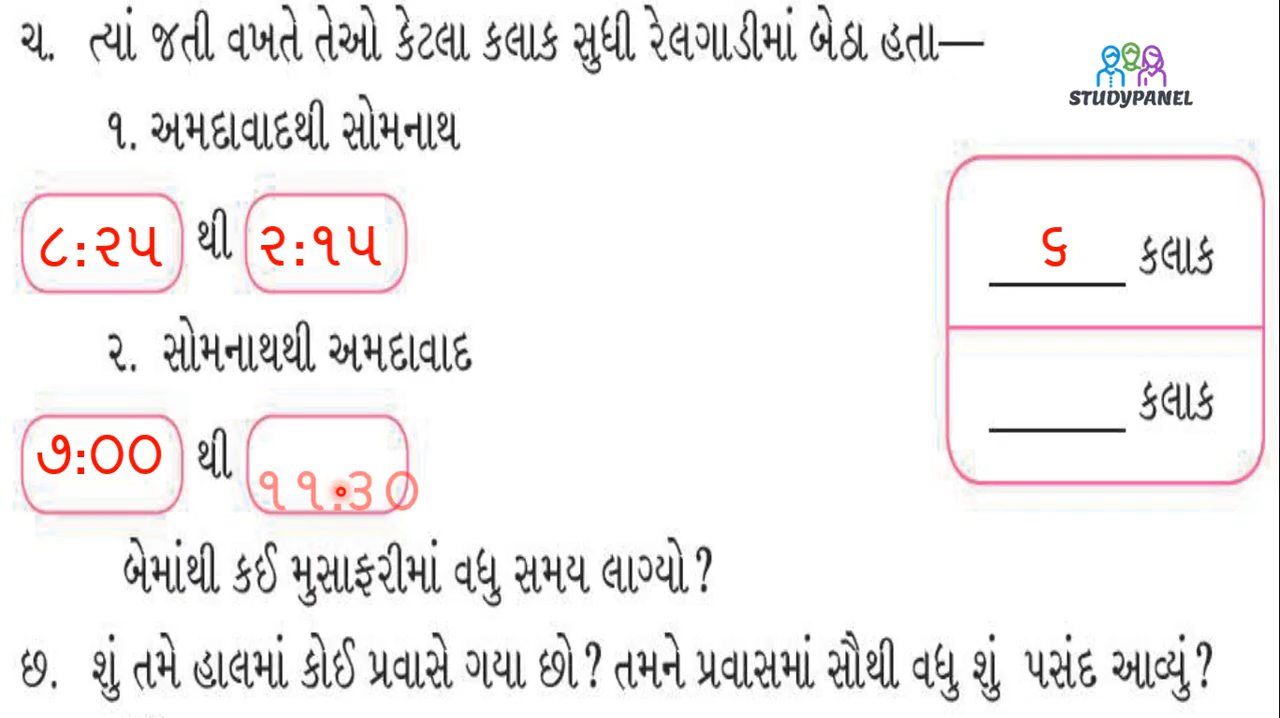 ચ. ત્યાં જતી વખતે તેઓ કેટલા કલાક સુધી રેલગાડીમાં બેઠા હતા—
STUDYPANEL
૧. અમદાવાદથી સોમનાથ
૮:૨૫ થી ૨:૧૫
૬ કલાક
૨. સોમનાથથી અમદાવાદ
કલાક
૭:૦૦ થી ૧૧:૩૦
બેમાંથી કઈ મુસાફરીમાં વધુ સમય લાગ્યો?
છ. શું તમે હાલમાં કોઈ પ્રવાસે ગયા છો? તમને પ્રવાસમાં સૌથી વધુ શું પસંદ આવ્યું?